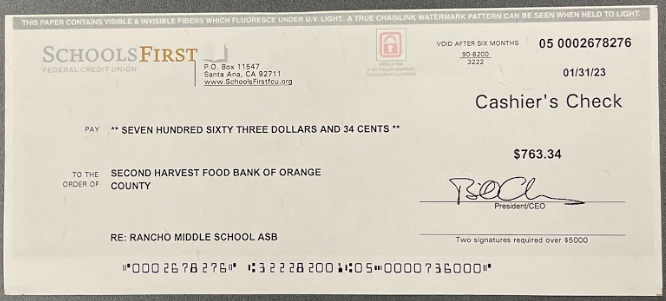 THIS PAPER CONTAINS VISIBLE & INVISIBLE FIBERS WHICH FLUORESCE UNDER U.V. LIGHT. A TRUE CHAINLINK WATERMARK PATTERN CAN BE SEEN WHEN HELD TO LIGHT.
SCHOOLSFIRST
FEDERAL CREDIT UNION
P.O. Box 11547
Santa Ana, CA 92711
www.SchoolsFirstfcu.org
VOID AFTER SIX MONTHS
05 0002678276
90-8200
3222
01/31/23
Cashier's Check
PAY ** SEVEN HUNDRED SIXTY THREE DOLLARS AND 34 CENTS **
$763.34
TO THE
ORDER OF
SECOND HARVEST FOOD BANK OF ORANGE
COUNTY
President/CEO
RE: RANCHO MIDDLE SCHOOL ASB
Two signatures required over $5000
⑈0002678276⑈ ⑆322282001⑆05⑉0000736000⑈